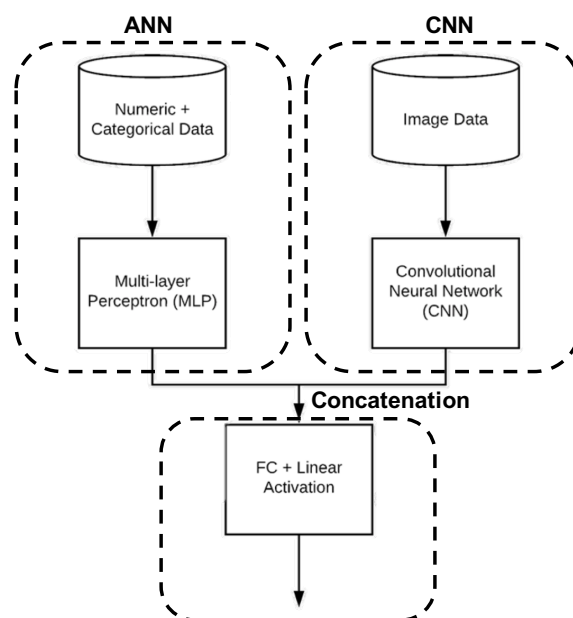 ANN
CNN
Numeric +
Categorical Data
Image Data
Multi-layer
Perceptron (MLP)
Convolutional
Neural Network
(CNN)
Concatenation
FC + Linear
Activation